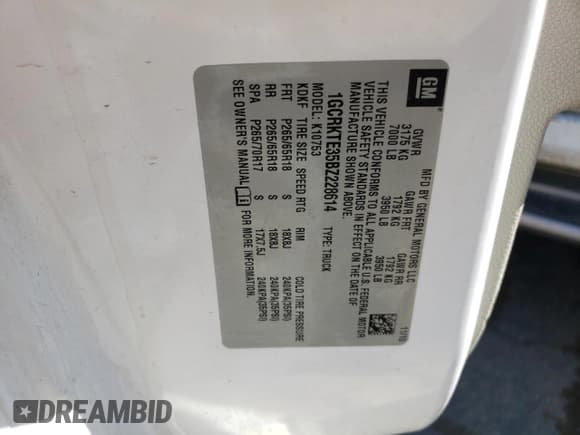 GM
MFD BY GENERAL MOTORS LLC 11/10
GVWR GAWR FRT GAWR RR
3175 KG 1792 KG 1792 KG
7000 LB 3950 LB 3950 LB
THIS VEHICLE CONFORMS TO ALL APPLICABLE U.S. FEDERAL MOTOR
VEHICLE SAFETY STANDARDS IN EFFECT ON THE DATE OF
MANUFACTURE SHOWN ABOVE.
1GCRKTE35BZ228614 TYPE: TRUCK
MODEL: K10753
KDKF TIRE SIZE SPEED RTG RIM COLD TIRE PRESSURE
FRT P265/65R18 S 18X8J 240KPA(35PSI)
RR P265/65R18 S 18X8J 240KPA(35PSI)
SPA P265/70R17 S 17X7.5J 240KPA(35PSI)
SEE OWNER'S MANUAL FOR MORE INFORMATION.
DREAMBID